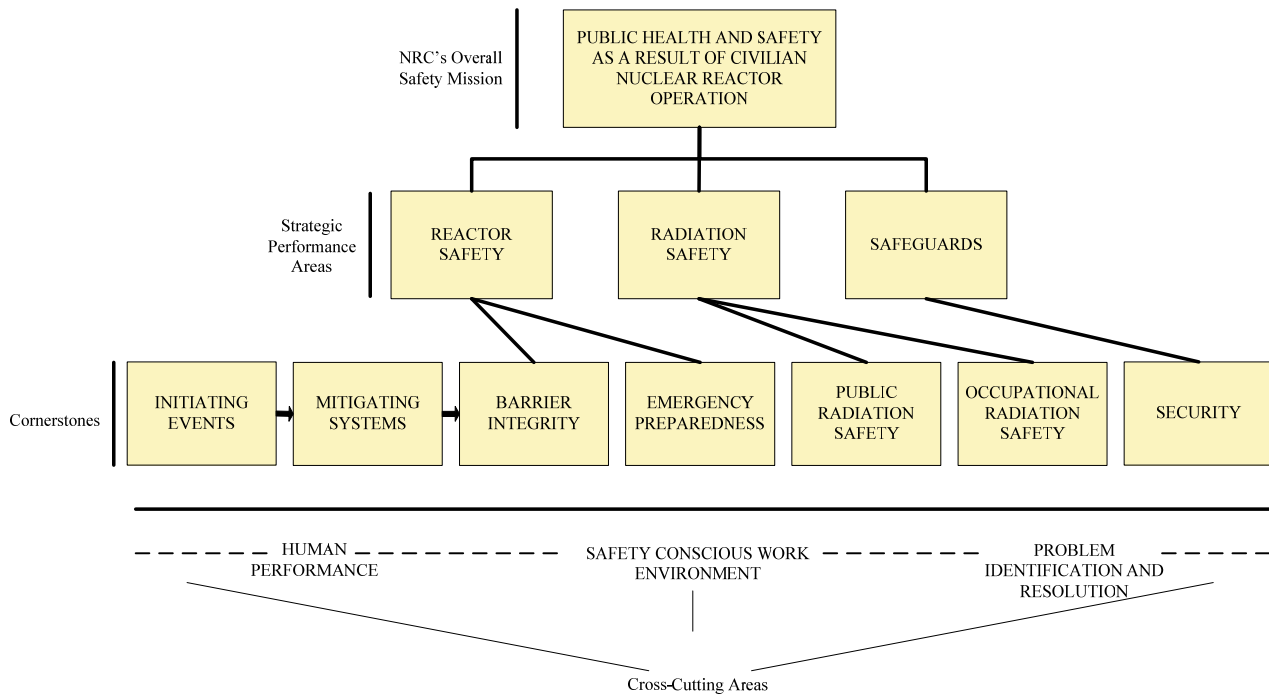 NRC's Overall
Safety Mission
PUBLIC HEALTH AND SAFETY
AS A RESULT OF CIVILIAN
NUCLEAR REACTOR
OPERATION
Strategic
Performance
Areas
REACTOR
SAFETY
RADIATION
SAFETY
SAFEGUARDS
Cornerstones
INITIATING
EVENTS
MITIGATING
SYSTEMS
BARRIER
INTEGRITY
EMERGENCY
PREPAREDNESS
PUBLIC
RADIATION
SAFETY
OCCUPATIONAL
RADIATION
SAFETY
SECURITY
HUMAN
PERFORMANCE
SAFETY CONSCIOUS WORK
ENVIRONMENT
PROBLEM
IDENTIFICATION AND
RESOLUTION
Cross-Cutting Areas